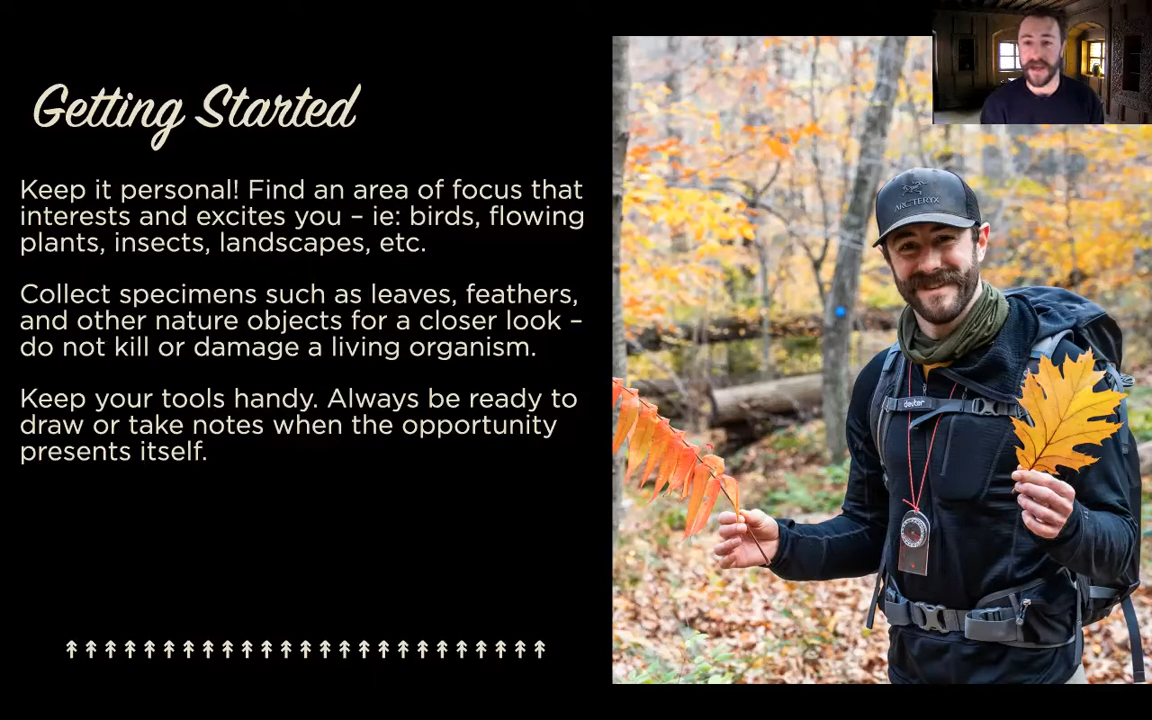 Getting Started
Keep it personal! Find an area of focus that
interests and excites you – ie: birds, flowing
plants, insects, landscapes, etc.
Collect specimens such as leaves, feathers,
and other nature objects for a closer look –
do not kill or damage a living organism.
Keep your tools handy. Always be ready to
draw or take notes when the opportunity
presents itself.
ARC'TERYX
deuter